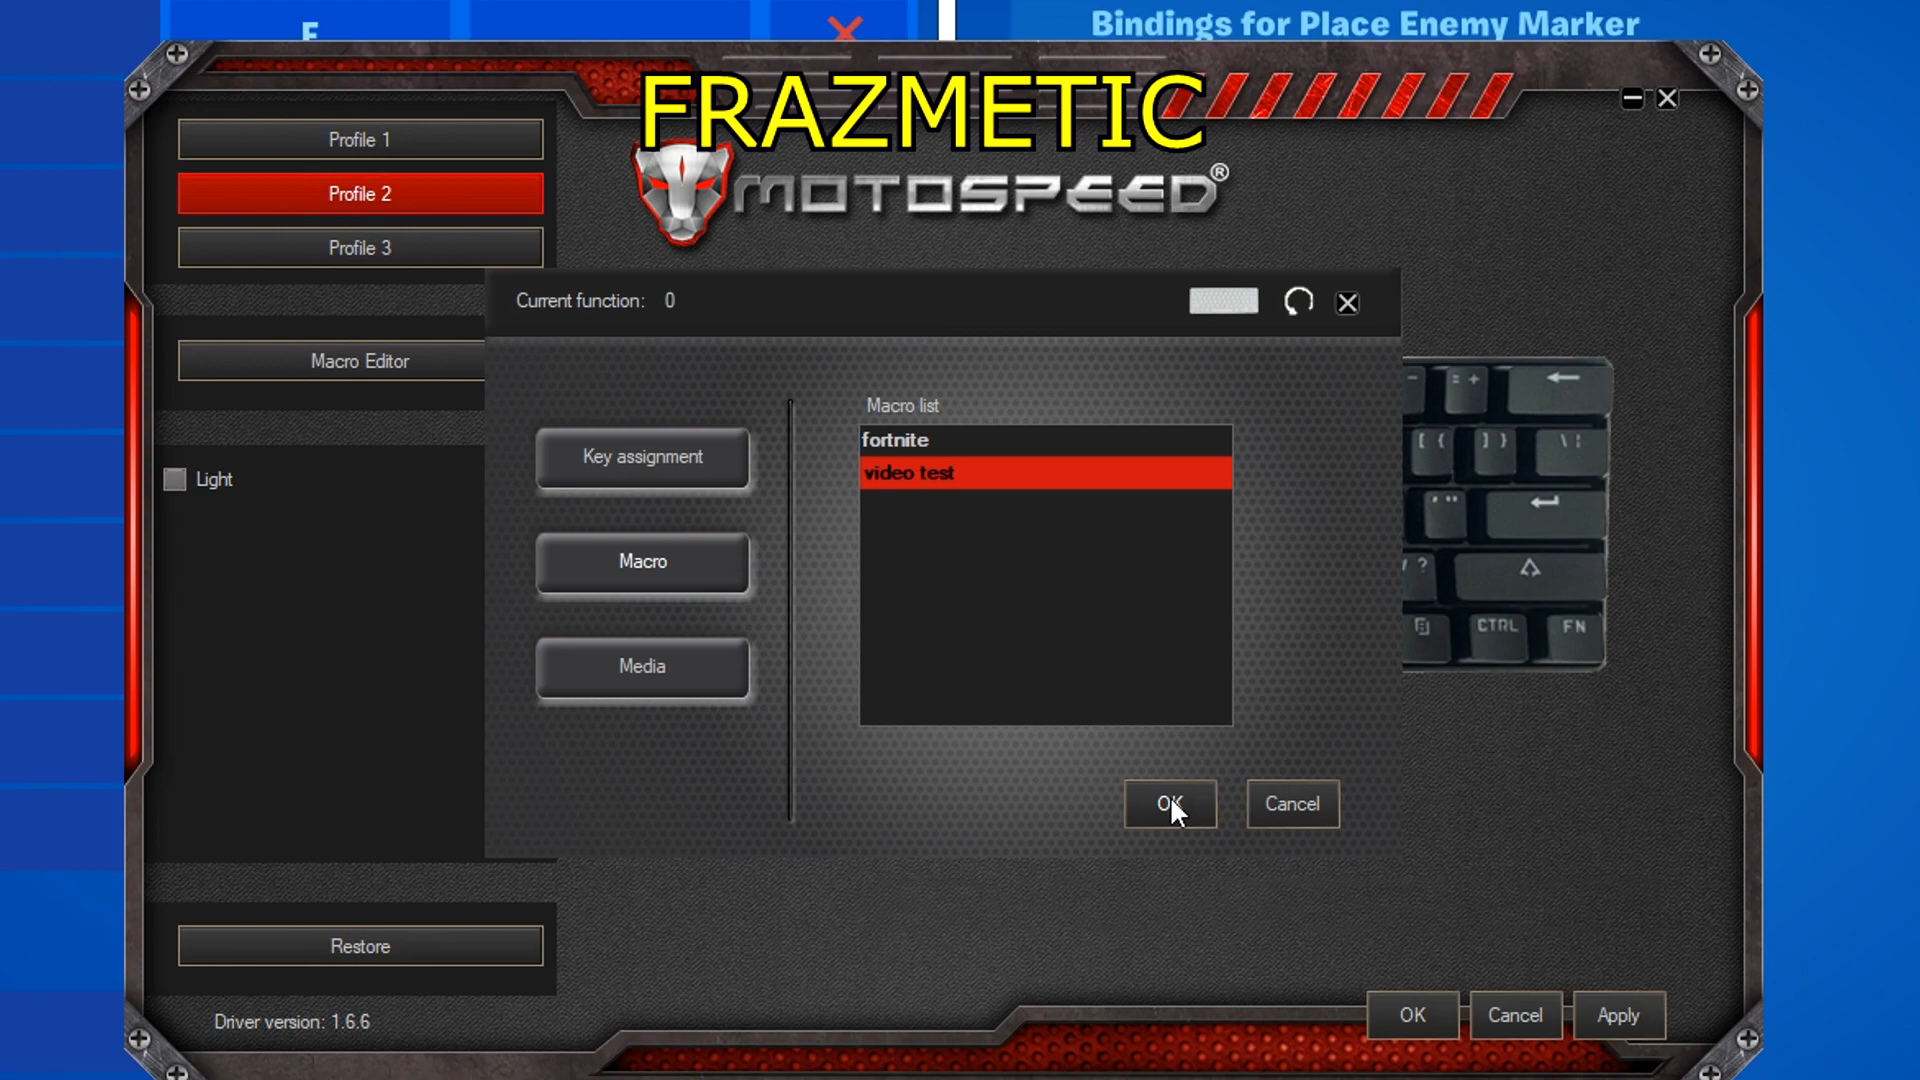 F
Bindings for Place Enemy Marker
FRAZMETIC
MOTOSPEED®
Profile 1
Profile 2
Profile 3
Current function: 0
Macro Editor
Macro list
fortnite
video test
Key assignment
Macro
Media
Light
- = + ←
[ { ] } \ |
' "
/ ?
CTRL FN
OK Cancel
Restore
Driver version: 1.6.6
OK Cancel Apply